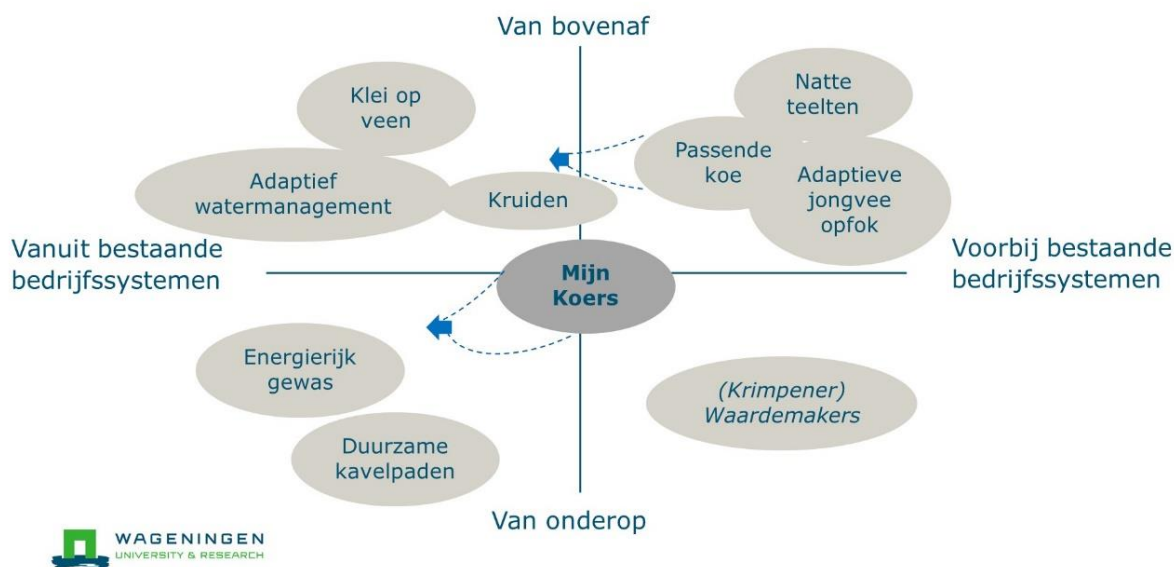 Van bovenaf
Klei op
veen
Natte
teelten
Passende
koe
Adaptief
watermanagement
Kruiden
Adaptieve
jongvee
opfok
Vanuit bestaande
bedrijfssystemen
Mijn
Koers
Voorbij bestaande
bedrijfssystemen
Energierijk
gewas
(Krimpener)
Waardemakers
Duurzame
kavelpaden
Van onderop
WAGENINGEN
UNIVERSITY & RESEARCH